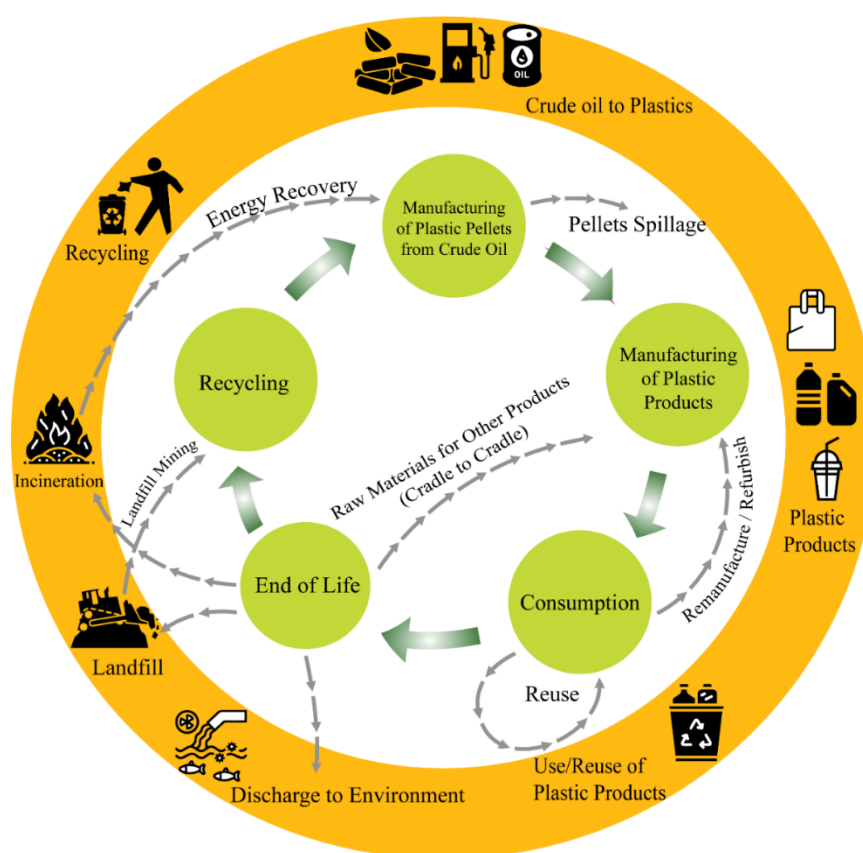 OIL
Crude oil to Plastics
Energy Recovery
Manufacturing
of Plastic Pellets
from Crude Oil
Pellets Spillage
Recycling
Recycling
Manufacturing
of Plastic
Products
Raw Materials for Other Products
(Cradle to Cradle)
Landfill Mining
Incineration
Remanufacture / Refurbish
Plastic
Products
End of Life
Consumption
Landfill
Reuse
Use/Reuse of
Plastic Products
Discharge to Environment